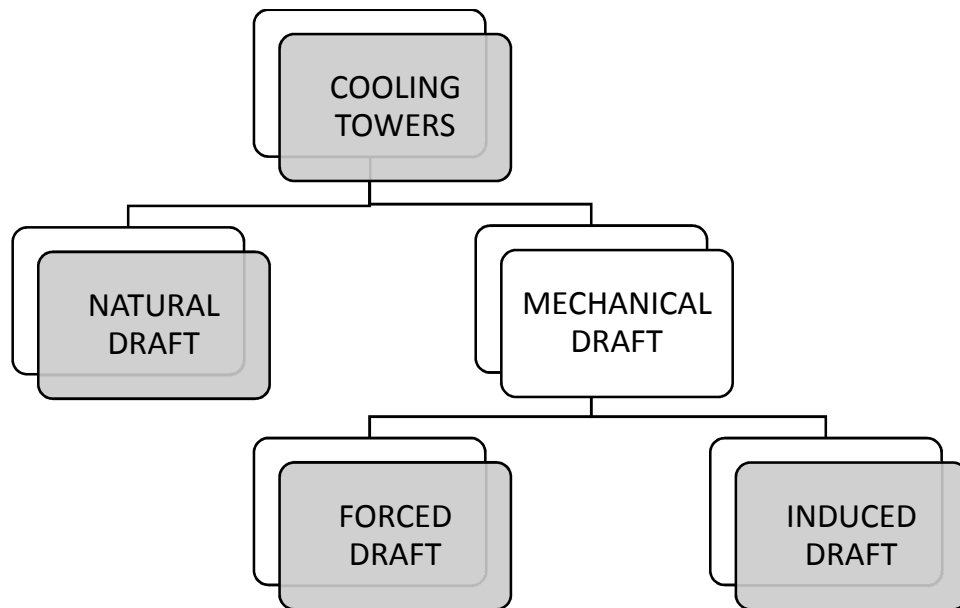 COOLING
TOWERS
NATURAL
DRAFT
MECHANICAL
DRAFT
FORCED
DRAFT
INDUCED
DRAFT